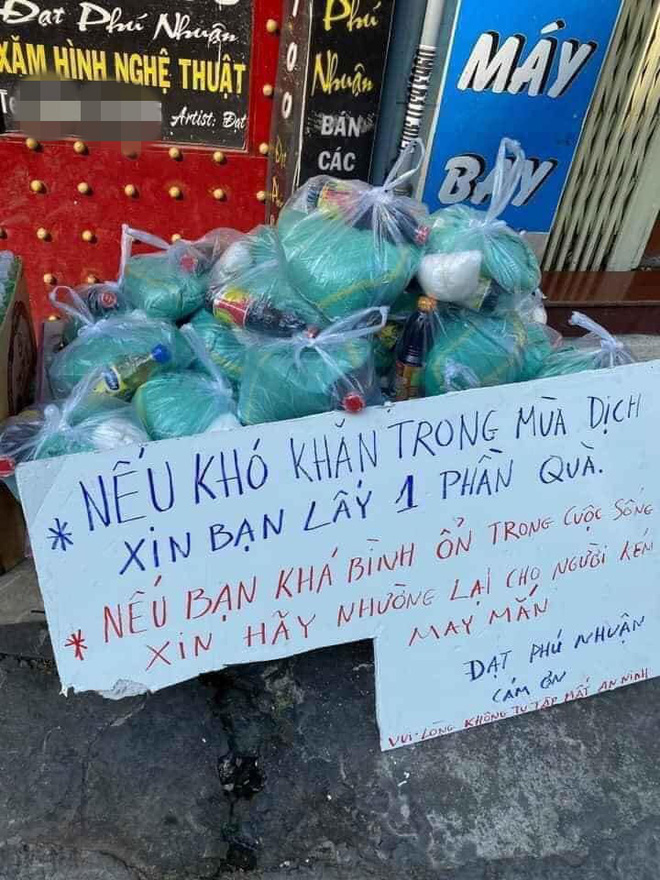 Đạt Phú Nhuận
XĂM HÌNH NGHỆ THUẬT
Artist: Đạt
Phú
Nhuận
BÁN
CÁC
MÁY
BAY
* NẾU KHÓ KHĂN TRONG MÙA DỊCH
XIN BẠN LẤY 1 PHẦN QUÀ.
* NẾU BẠN KHÁ BÌNH ỔN TRONG CUỘC SÔNG
XIN HÃY NHƯỜNG LẠI CHO NGƯỜI KÉM
MAY MẮN
ĐẠT PHÚ NHUẬN
CÁM ƠN
VUI LÒNG KHÔNG TỤ TẬP MẤT AN NINH